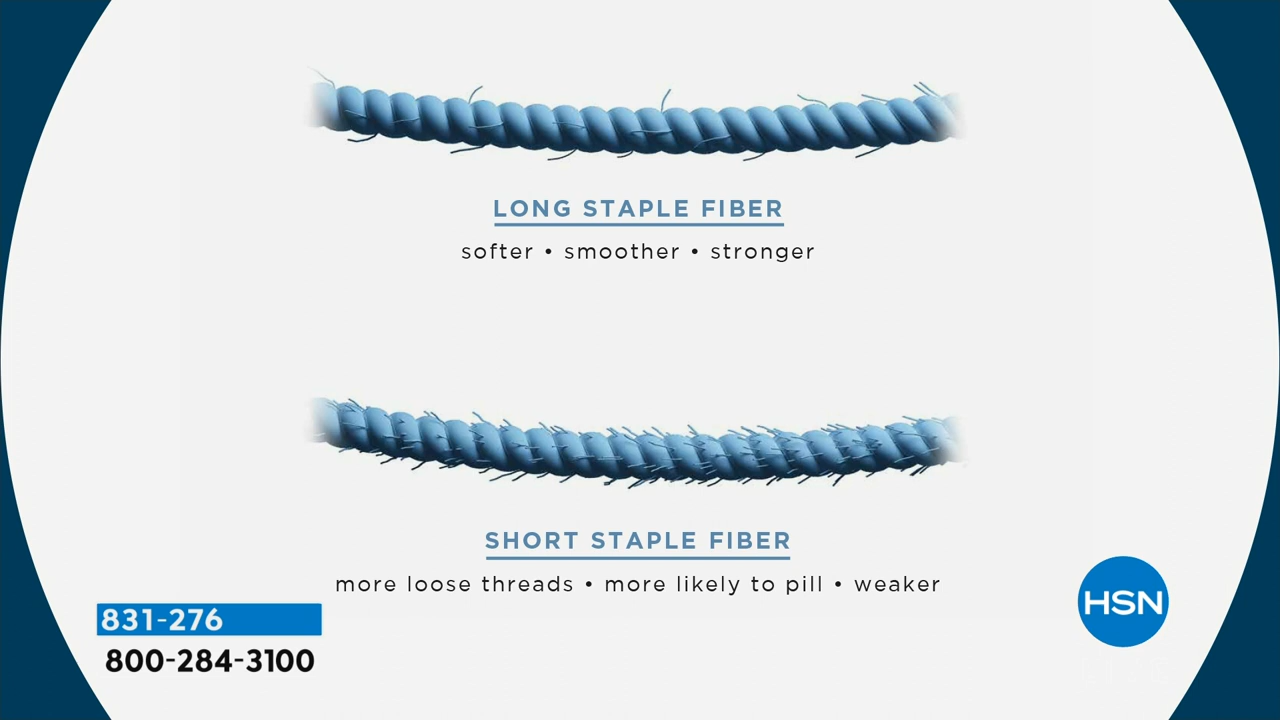 LONG STAPLE FIBER
softer • smoother • stronger
SHORT STAPLE FIBER
more loose threads • more likely to pill • weaker
831-276
800-284-3100
HSN
LIVE